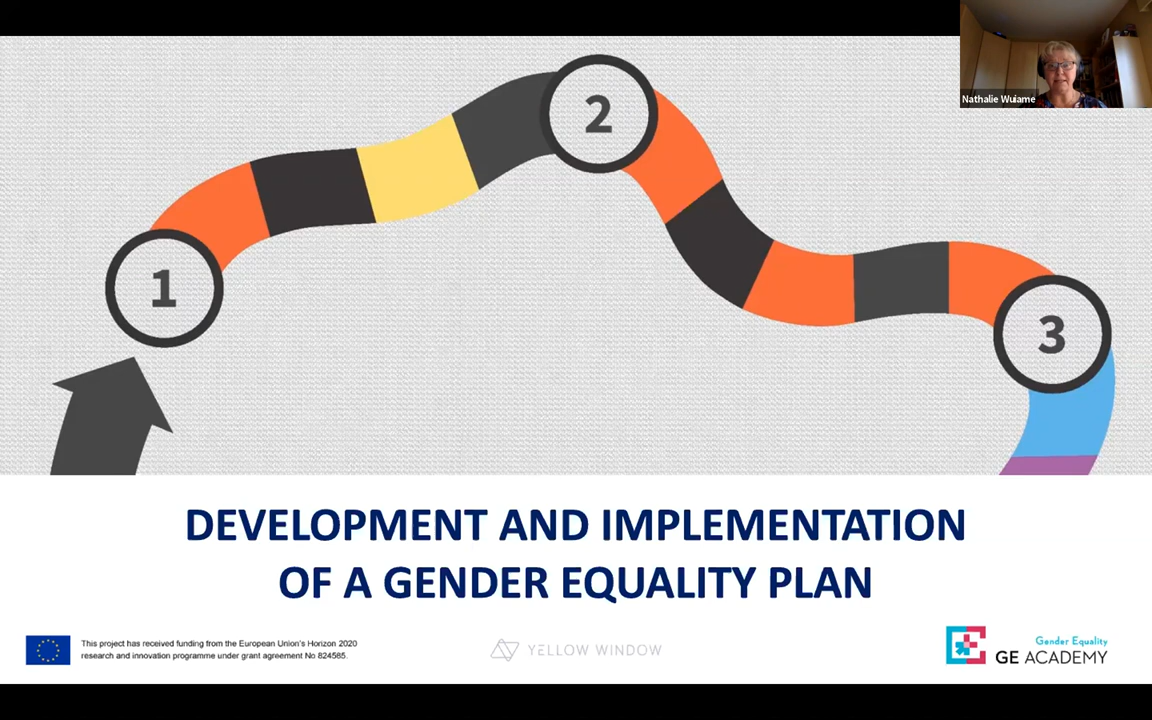 Nathalie Wuiame
2
1
3
DEVELOPMENT AND IMPLEMENTATION
OF A GENDER EQUALITY PLAN
This project has received funding from the European Union's Horizon 2020
research and innovation programme under grant agreement No 824585.
YELLOW WINDOW
Gender Equality
GE ACADEMY